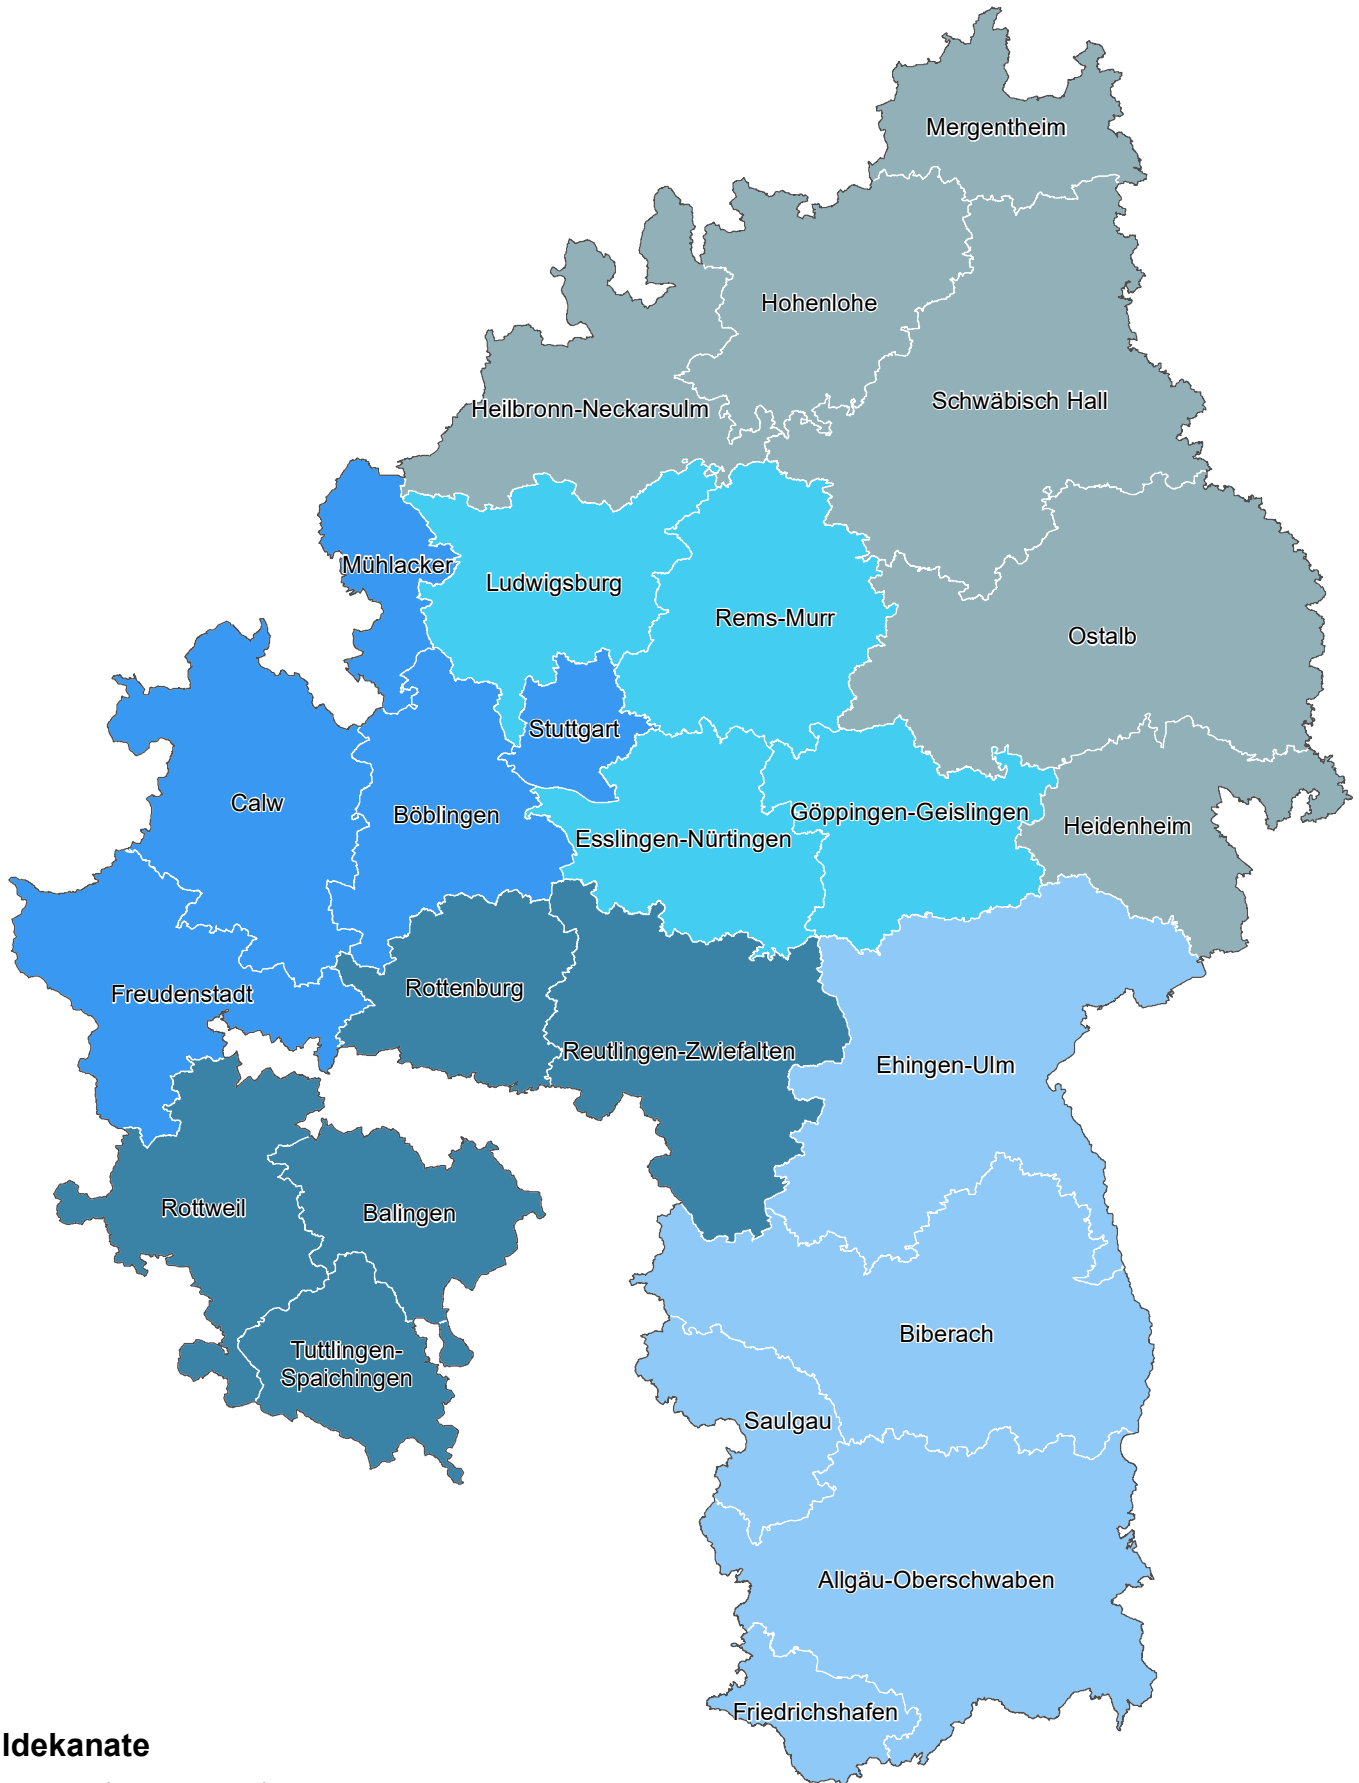 Mergentheim
Hohenlohe
Schwäbisch Hall
Heilbronn-Neckarsulm
Mühlacker
Ludwigsburg
Rems-Murr
Ostalb
Stuttgart
Calw
Böblingen
Göppingen-Geislingen
Esslingen-Nürtingen
Heidenheim
Freudenstadt
Rottenburg
Reutlingen-Zwiefalten
Ehingen-Ulm
Rottweil
Balingen
Biberach
Tuttlingen-
Spaichingen
Saulgau
Allgäu-Oberschwaben
Friedrichshafen
ldekanate